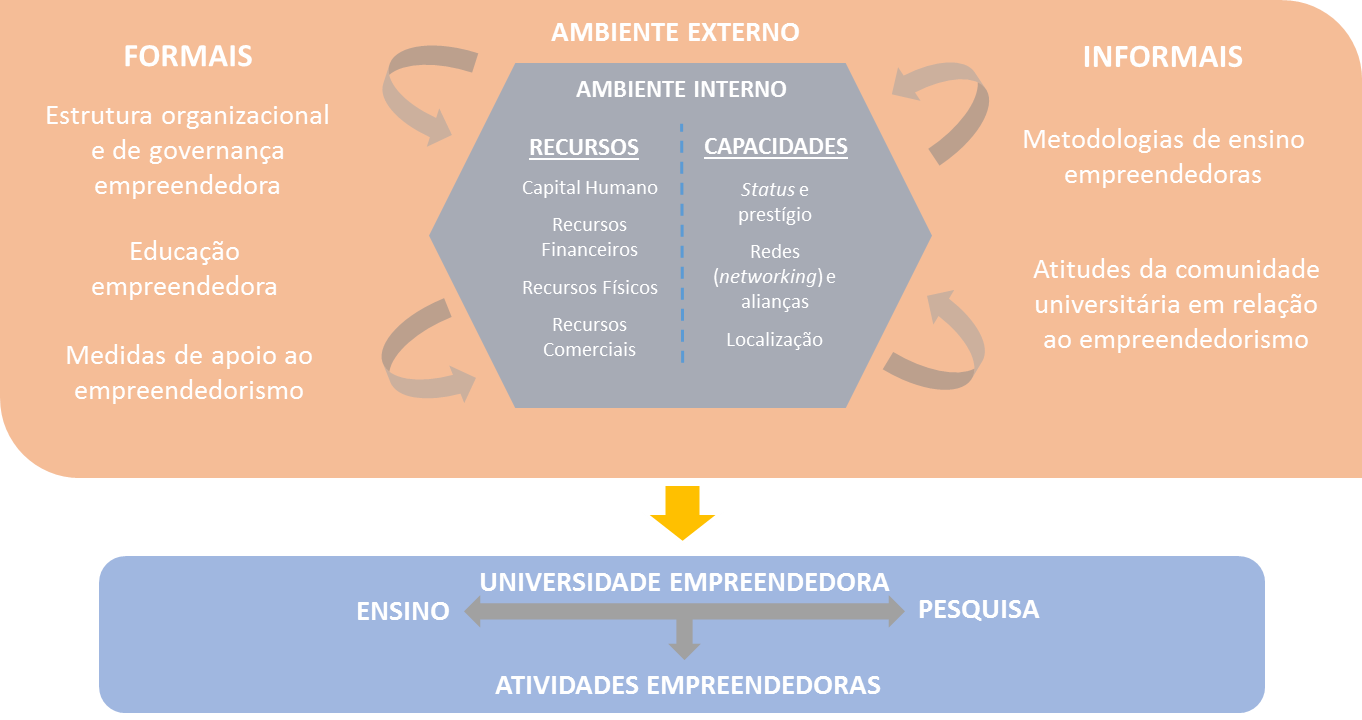 AMBIENTE EXTERNO
FORMAIS
Estrutura organizacional
e de governança
empreendedora
Educação
empreendedora
Medidas de apoio ao
empreendedorismo
AMBIENTE INTERNO
RECURSOS
Capital Humano
Recursos
Financeiros
Recursos Físicos
Recursos
Comerciais
CAPACIDADES
Status e
prestígio
Redes
(networking) e
alianças
Localização
INFORMAIS
Metodologias de ensino
empreendedoras
Atitudes da comunidade
universitária em relação
ao empreendedorismo
UNIVERSIDADE EMPREENDEDORA
ENSINO
PESQUISA
ATIVIDADES EMPREENDEDORAS